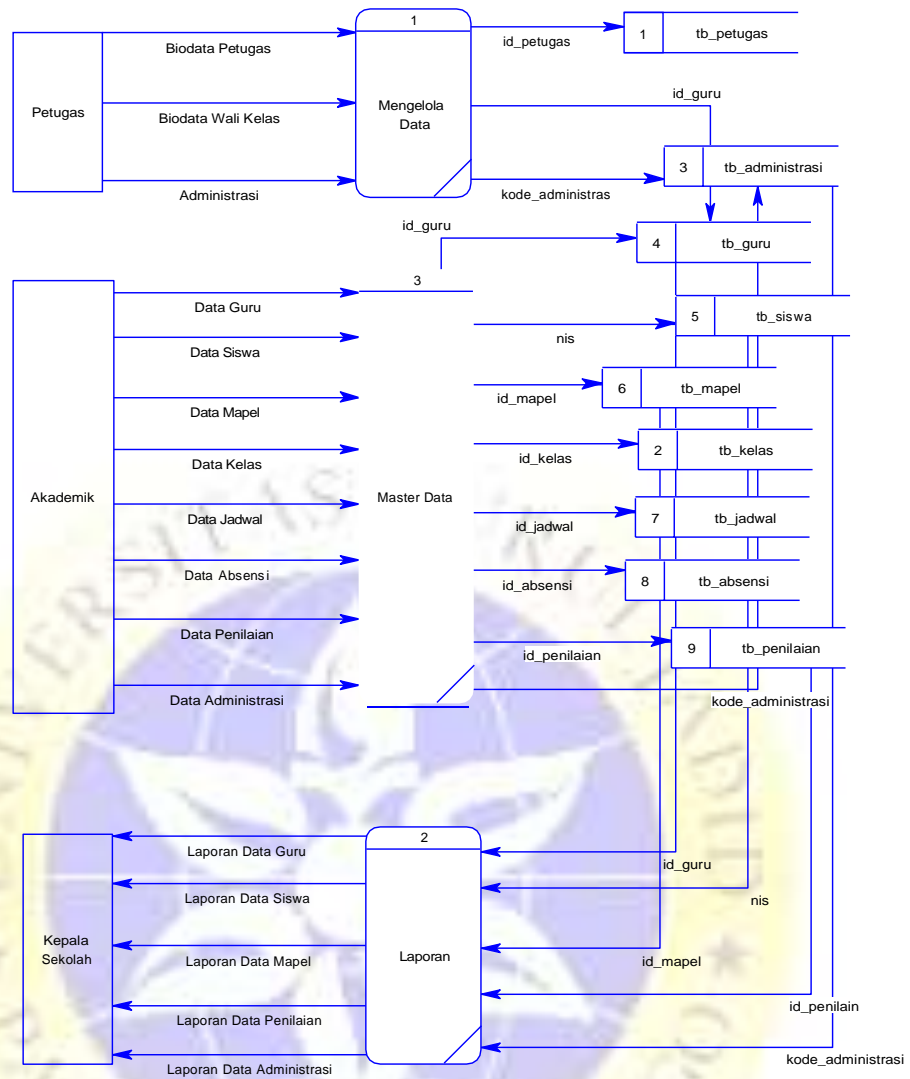 1
Petugas
Biodata Petugas
Biodata Wali Kelas
Administrasi
Mengelola
Data
id_petugas
1
tb_petugas
id_guru
kode_administras
3
tb_administrasi
id_guru
4
tb_guru
Akademik
Data Guru
Data Siswa
Data Mapel
Data Kelas
Data Jadwal
Data Absensi
Data Penilaian
Data Administrasi
3
Master Data
nis
5
tb_siswa
id_mapel
6
tb_mapel
id_kelas
2
tb_kelas
id_jadwal
7
tb_jadwal
id_absensi
8
tb_absensi
id_penilaian
9
tb_penilaian
kode_administrasi
Kepala
Sekolah
Laporan Data Guru
Laporan Data Siswa
Laporan Data Mapel
Laporan Data Penilaian
Laporan Data Administrasi
2
Laporan
id_guru
nis
id_mapel
id_penilain
kode_administrasi